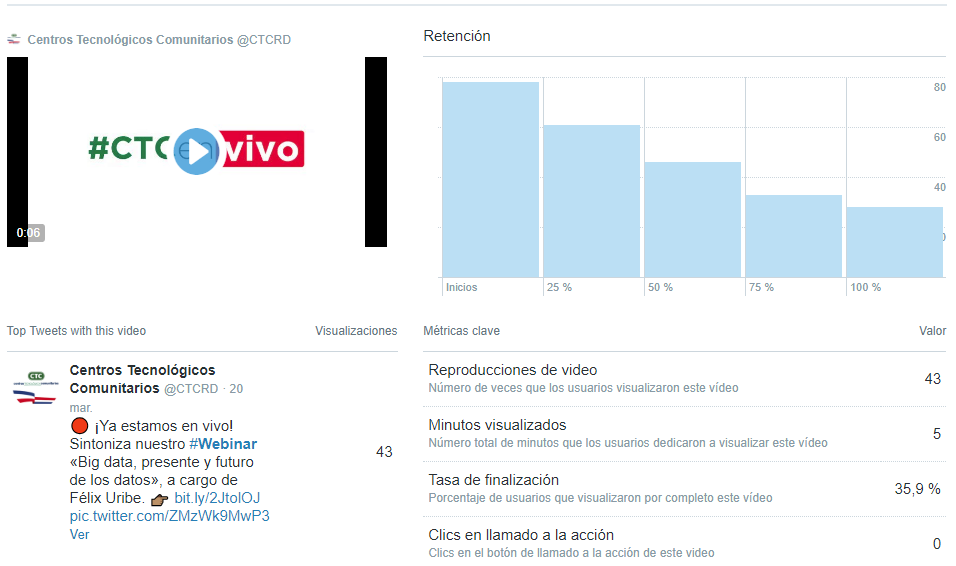 Centros Tecnológicos Comunitarios @CTCRD
#CTC en vivo
0:06
Retención
80
60
40
0
Inicios
25 %
50 %
75 %
100 %
Top Tweets with this video
Visualizaciones
CTC
Centros Tecnológicos
Comunitarios @CTCRD · 20
mar.
¡Ya estamos en vivo!
Sintoniza nuestro #Webinar
«Big data, presente y futuro
de los datos», a cargo de
Félix Uribe. bit.ly/2JtolOJ
pic.twitter.com/ZMzWk9MwP3
Ver
43
Métricas clave
Valor
Reproducciones de video
Número de veces que los usuarios visualizaron este vídeo
43
Minutos visualizados
Número total de minutos que los usuarios dedicaron a visualizar este vídeo
5
Tasa de finalización
Porcentaje de usuarios que visualizaron por completo este vídeo
35,9 %
Clics en llamado a la acción
Clics en el botón de llamado a la acción de este video
0